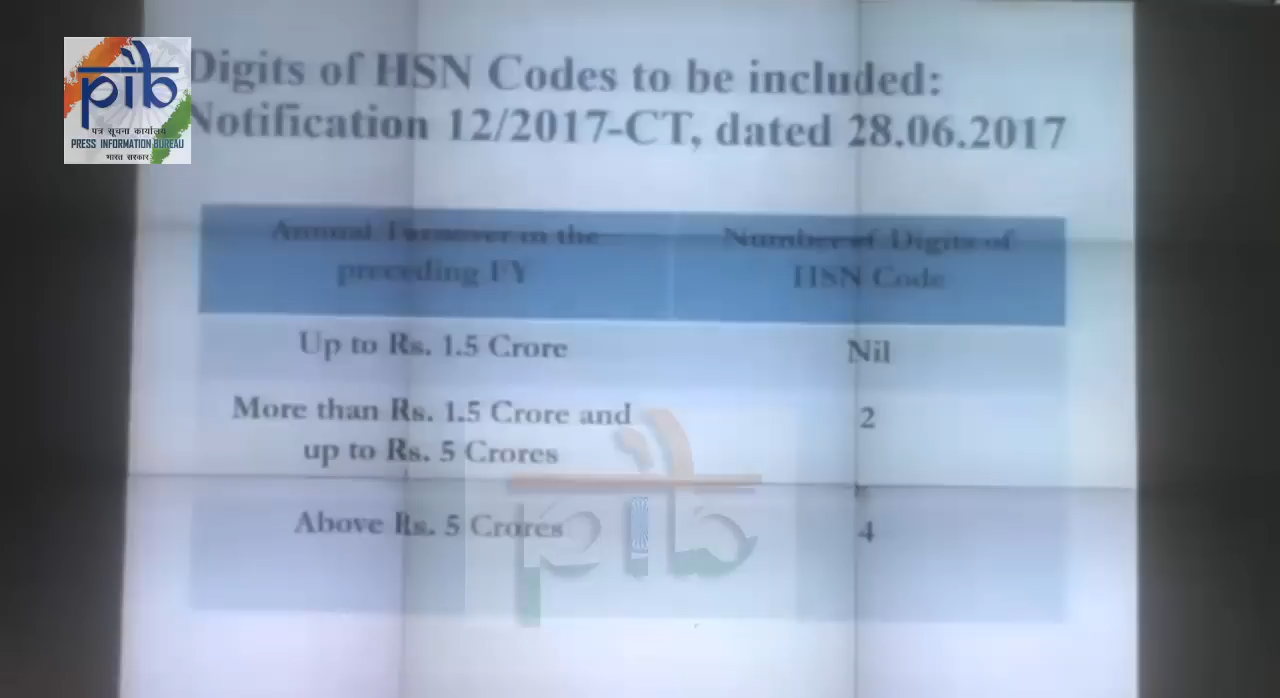 Digits of HSN Codes to be included:
Notification 12/2017-CT, dated 28.06.2017
पत्र सूचना कार्यालय
PRESS INFORMATION BUREAU
भारत सरकार
पीआईबी
Annual Turnover in the
preceding FY
Number of Digits of
HSN Code
Up to Rs. 1.5 Crore
Nil
More than Rs. 1.5 Crore and
up to Rs. 5 Crores
2
Above Rs. 5 Crores
4